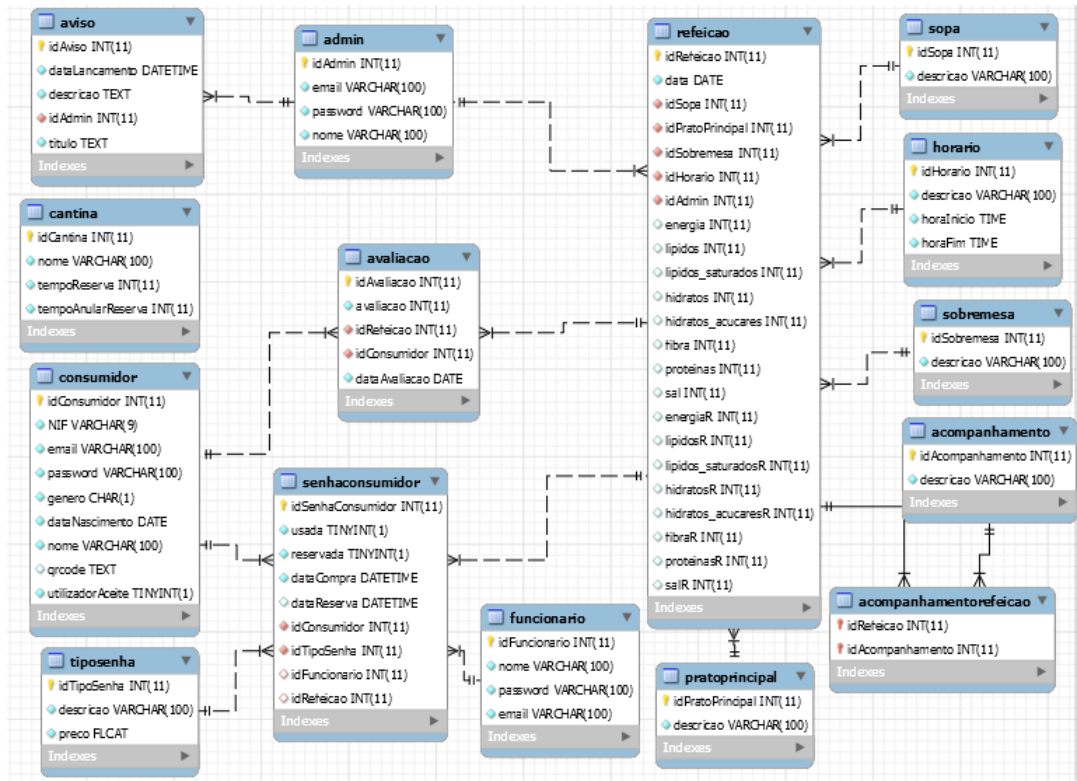 aviso
idAviso INT(11)
dataLancamento DATETIME
descricao TEXT
idAdmin INT(11)
titulo TEXT
Indexes
admin
idAdmin INT(11)
email VARCHAR(100)
password VARCHAR(100)
nome VARCHAR(100)
Indexes
refeicao
idRefeicao INT(11)
data DATE
idSopa INT(11)
idPratoPrincipal INT(11)
idSobremesa INT(11)
idHorario INT(11)
idAdmin INT(11)
energia INT(11)
lipidos INT(11)
lipidos_saturados INT(11)
hidratos INT(11)
hidratos_acucares INT(11)
fibra INT(11)
proteinas INT(11)
sal INT(11)
energiaR INT(11)
lipidosR INT(11)
lipidos_saturadosR INT(11)
hidratosR INT(11)
hidratos_acucaresR INT(11)
fibraR INT(11)
proteinasR INT(11)
salR INT(11)
Indexes
sopa
idSopa INT(11)
descricao VARCHAR(100)
Indexes
horario
idHorario INT(11)
descricao VARCHAR(100)
horaInicio TIME
horaFim TIME
Indexes
cantina
idCantina INT(11)
nome VARCHAR(100)
tempoReserva INT(11)
tempoAnularReserva INT(11)
Indexes
avaliacao
idAvaliacao INT(11)
avaliacao INT(11)
idRefeicao INT(11)
idConsumidor INT(11)
dataAvaliacao DATE
Indexes
sobremesa
idSobremesa INT(11)
descricao VARCHAR(100)
Indexes
consumidor
idConsumidor INT(11)
NIF VARCHAR(9)
email VARCHAR(100)
password VARCHAR(100)
genero CHAR(1)
dataNascimento DATE
nome VARCHAR(100)
qrcode TEXT
utilizadorAceite TINYINT(1)
Indexes
acompanhamento
idAcompanhamento INT(11)
descricao VARCHAR(100)
Indexes
senhaconsumidor
idSenhaConsumidor INT(11)
usada TINYINT(1)
reservada TINYINT(1)
dataCompra DATETIME
dataReserva DATETIME
idConsumidor INT(11)
idTipoSenha INT(11)
idFuncionario INT(11)
idRefeicao INT(11)
Indexes
acompanhamentorefeicao
idRefeicao INT(11)
idAcompanhamento INT(11)
Indexes
funcionario
idFuncionario INT(11)
nome VARCHAR(100)
password VARCHAR(100)
email VARCHAR(100)
Indexes
tiposenha
idTipoSenha INT(11)
descricao VARCHAR(100)
preco FLOAT
Indexes
pratoprincipal
idPratoPrincipal INT(11)
descricao VARCHAR(100)
Indexes